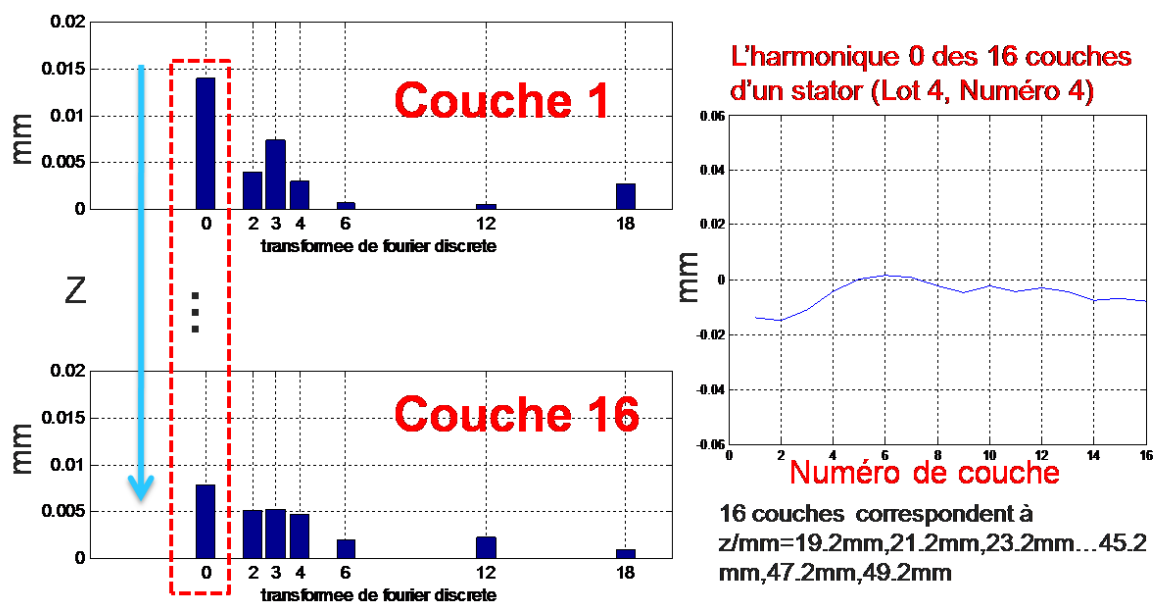 0.02
0.015
0.01
0.005
0
mm
Couche 1
0 2 3 4 6 12 18
transformee de fourier discrete
Z
0.02
0.015
0.01
0.005
0
mm
Couche 16
0 2 3 4 6 12 18
transformee de fourier discrete
L'harmonique 0 des 16 couches
d'un stator (Lot 4, Numéro 4)
0.06
0.04
0.02
0
-0.02
-0.04
-0.06
mm
0 2 4 6 8 10 12 14 16
Numéro de couche
16 couches correspondent à
z/mm=19.2mm,21.2mm,23.2mm...45.2
mm,47.2mm,49.2mm